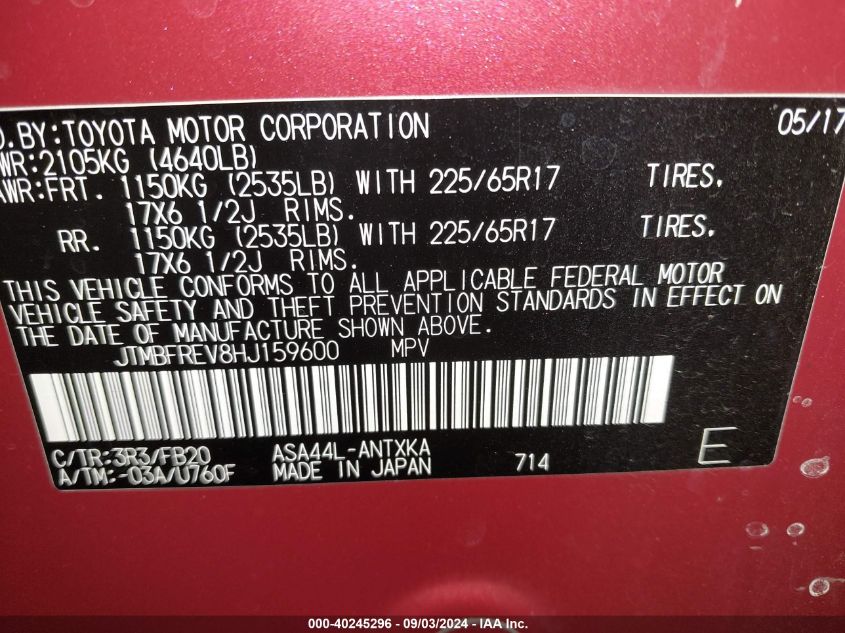 D.BY:TOYOTA MOTOR CORPORATION 05/17
WR:2105KG (4640LB)
AWR:FRT. 1150KG (2535LB) WITH 225/65R17 TIRES,
17X6 1/2J RIMS.
RR. 1150KG (2535LB) WITH 225/65R17 TIRES,
17X6 1/2J RIMS.
THIS VEHICLE CONFORMS TO ALL APPLICABLE FEDERAL MOTOR
VEHICLE SAFETY AND THEFT PREVENTION STANDARDS IN EFFECT ON
THE DATE OF MANUFACTURE SHOWN ABOVE.
JTMBFREV8HJ159600 MPV
C/TR:3R3/FB20 ASA44L-ANTXKA
A/TM:-03A/U760F MADE IN JAPAN 714 E
000-40245296 - 09/03/2024 - IAAI.com